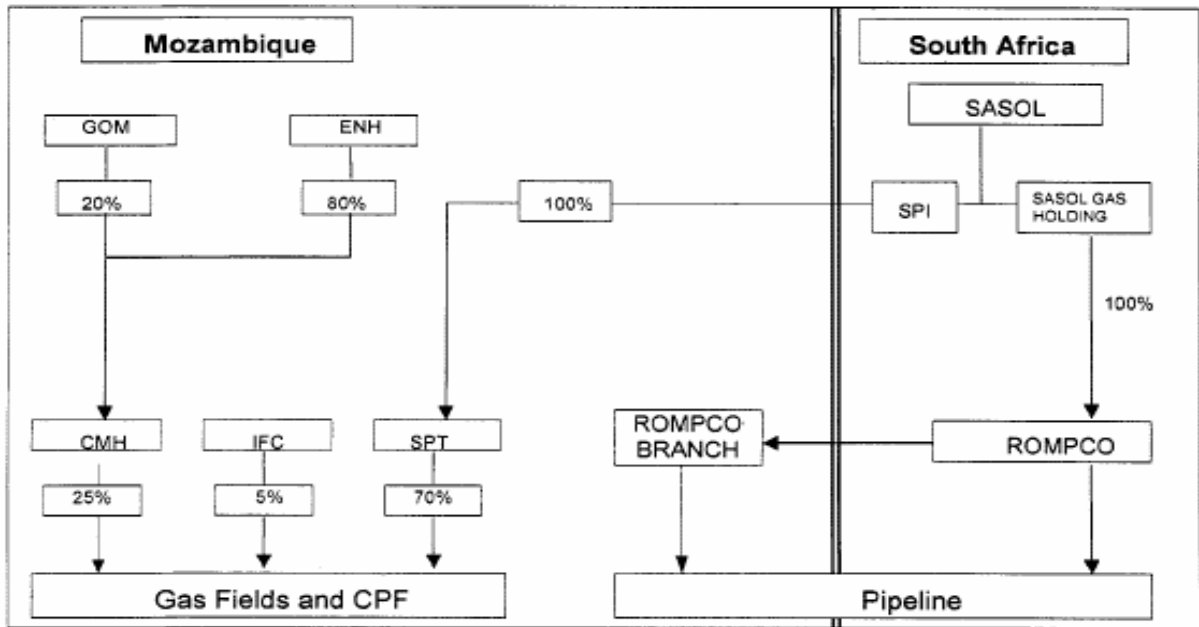 Mozambique
South Africa
SASOL
GOM
ENH
20%
80%
100%
SPI
SASOL GAS
HOLDING
100%
CMH
IFC
SPT
ROMPCO
BRANCH
ROMPCO
25%
5%
70%
Gas Fields and CPF
Pipeline